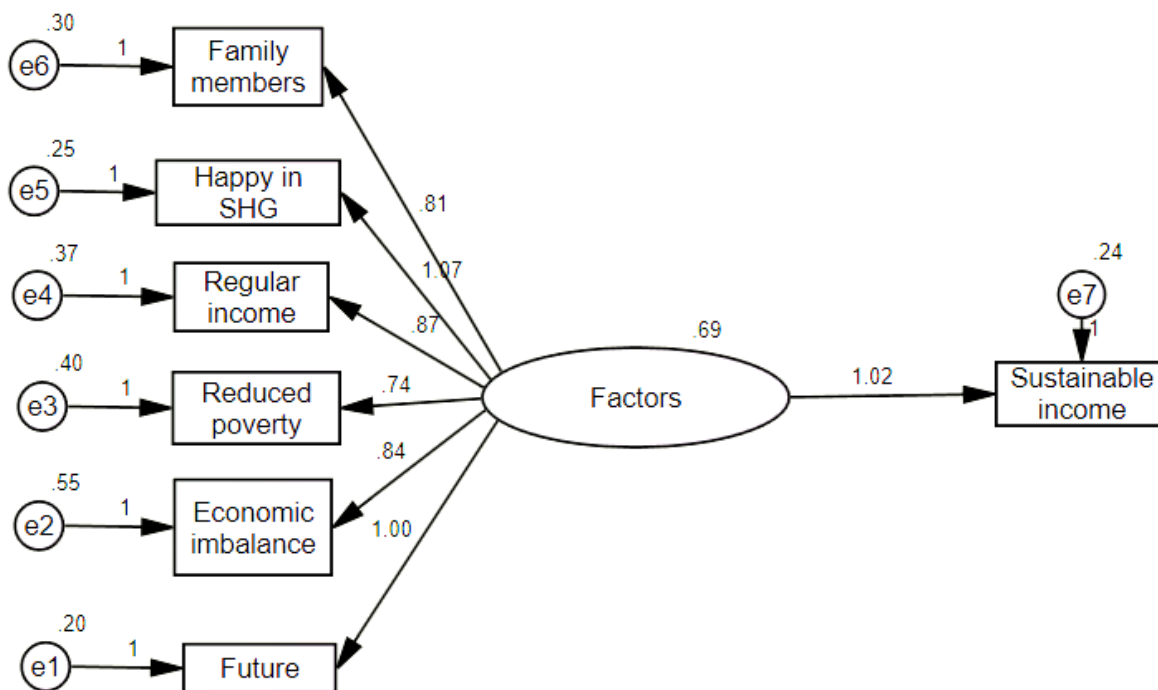 .30
e6
1
Family
members
.81
.25
e5
1
Happy in
SHG
1.07
.37
e4
1
Regular
income
.87
.40
e3
1
Reduced
poverty
.74
.55
e2
1
Economic
imbalance
.84
.20
e1
1
Future
1.00
.69
Factors
1.02
.24
e7
1
Sustainable
income